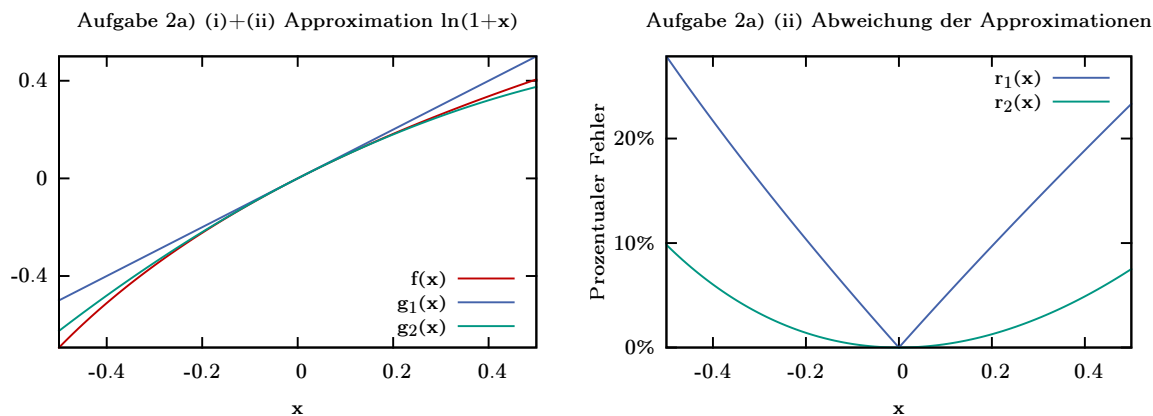 Aufgabe 2a) (i)+(ii) Approximation ln(1+x)
0.4
0
-0.4
f(x)
g₁(x)
g₂(x)
-0.4
-0.2
0
0.2
0.4
x
Aufgabe 2a) (ii) Abweichung der Approximationen
Prozentualer Fehler
20%
10%
0%
r₁(x)
r₂(x)
-0.4
-0.2
0
0.2
0.4
x